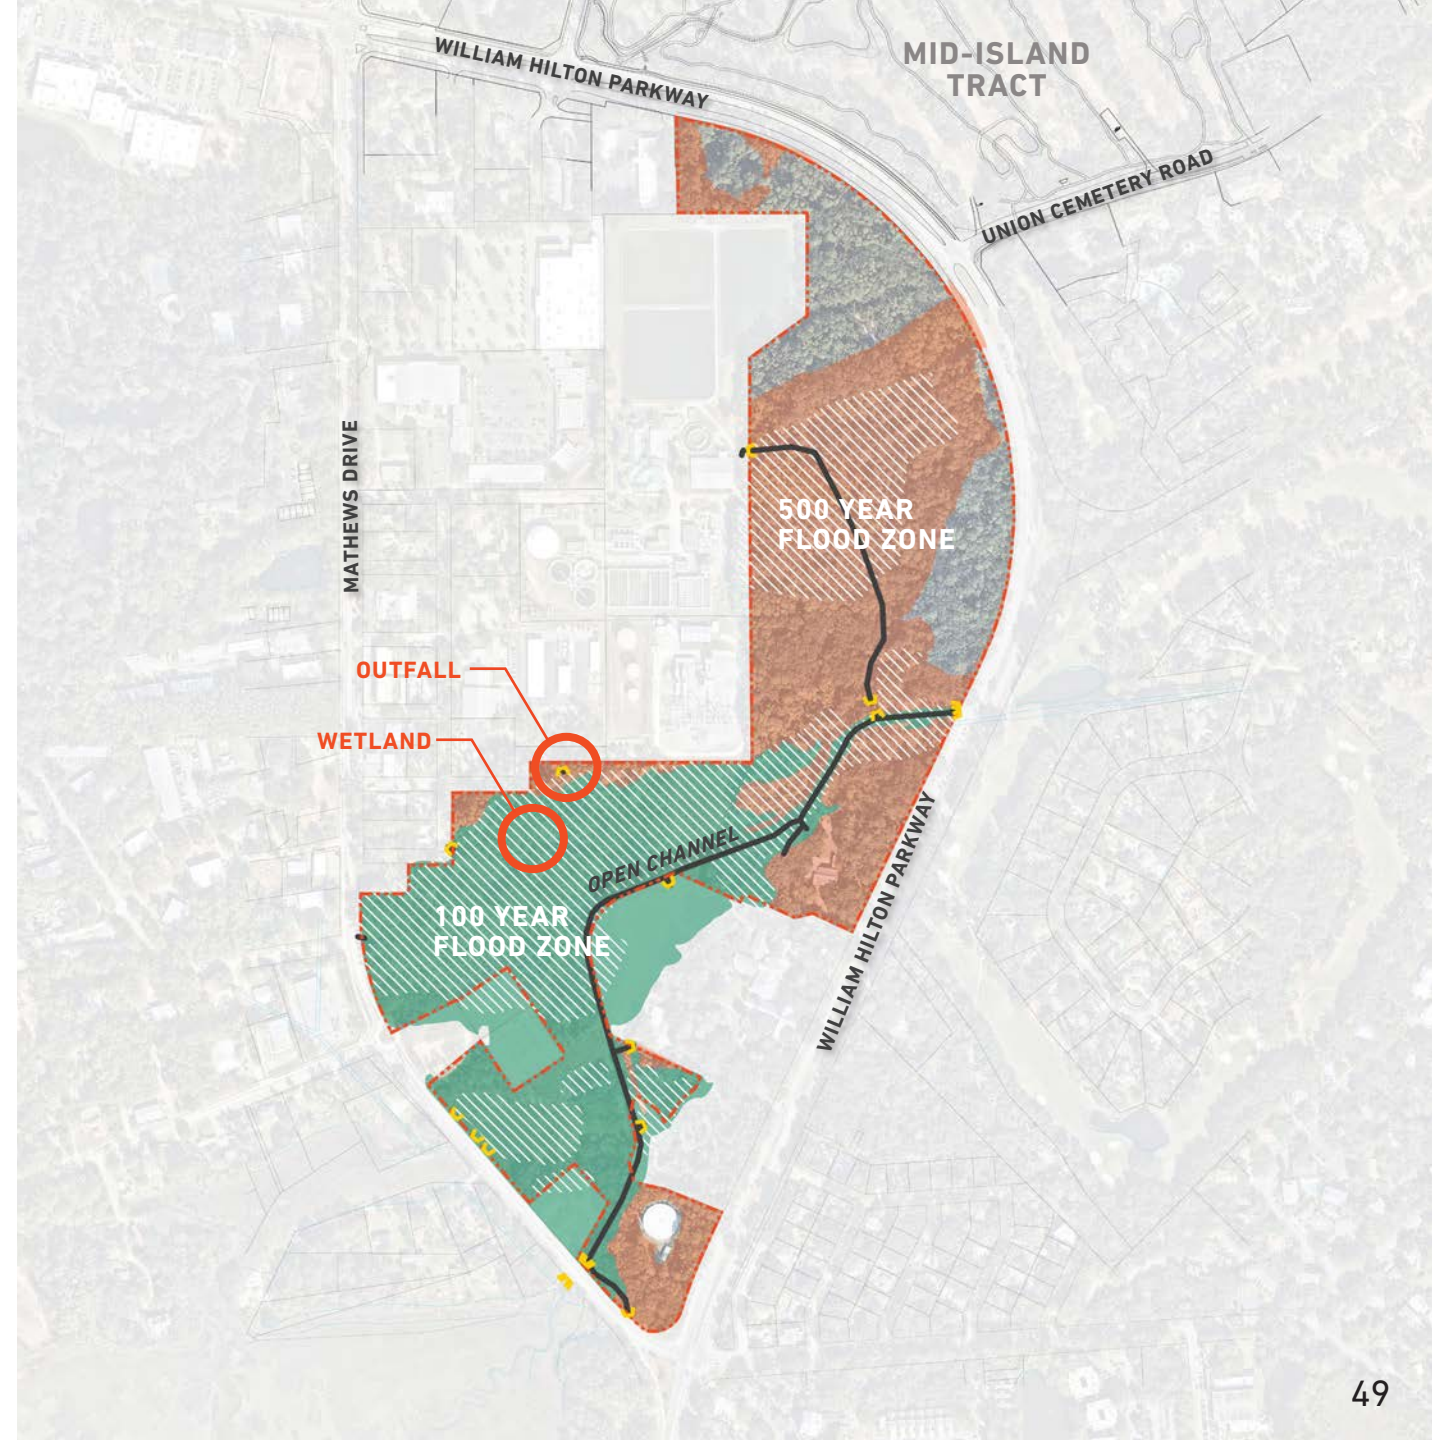 WILLIAM HILTON PARKWAY
MID-ISLAND
TRACT
UNION CEMETERY ROAD
MATHEWS DRIVE
500 YEAR
FLOOD ZONE
OUTFALL
WETLAND
OPEN CHANNEL
100 YEAR
FLOOD ZONE
WILLIAM HILTON PARKWAY
49